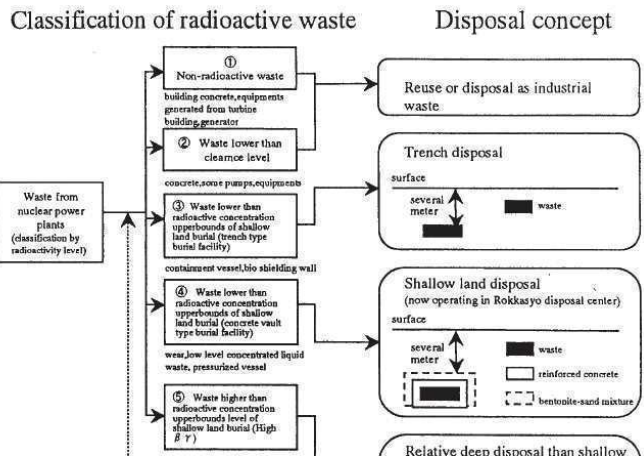 Classification of radioactive waste
Disposal concept
①
Non-radioactive waste
building concrete,equipments
generated from turbine
building,generator
② Waste lower than
clearnce level
concrete,some pumps,equipments
Waste from
nuclear power
plants
(classification by
radioactivity level)
③ Waste lower than
radioactive concentration
upperbounds of shallow
land burial (trench type
burial facility)
containment vessel,bio shielding wall
④ Waste lower than
radioactive concentration
upperbounds of shallow
land burial (concrete vault
type burial facility)
wear,low level concentrated liquid
waste, pressurized vessel
⑤ Waste higher than
radioactive concentration
upperbounds level of
shallow land burial (High
β γ)
Reuse or disposal as industrial
waste
Trench disposal
surface
several
meter
waste
Shallow land disposal
(now operating in Rokkasyo disposal center)
surface
several
meter
waste
reinforced concrete
bentonite-sand mixture
Relative deep disposal than shallow